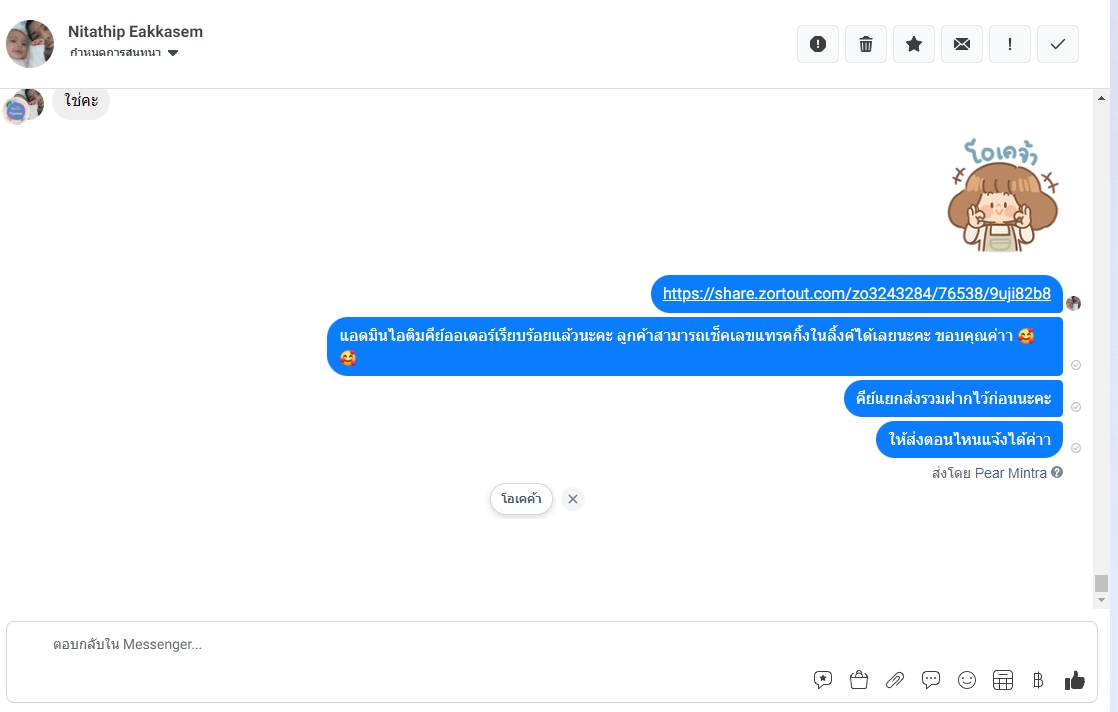 Nitathip Eakkasem
กำหนดการสนทนา
ใช่คะ
โอเคจ้า
https://share.zortout.com/zo3243284/76538/9uji82b8
แอดมินไอติมคีย์ออเดอร์เรียบร้อยแล้วนะคะ ลูกค้าสามารถเช็คเลขแทรคกิ้งในลิ้งค์ได้เลยนะคะ ขอบคุณค่าา 🥰
🥰
คีย์แยกส่งรวมฝากไว้ก่อนนะคะ
ให้ส่งตอนไหนแจ้งได้ค่าา
ส่งโดย Pear Mintra
โอเคค้า
ตอบกลับใน Messenger...